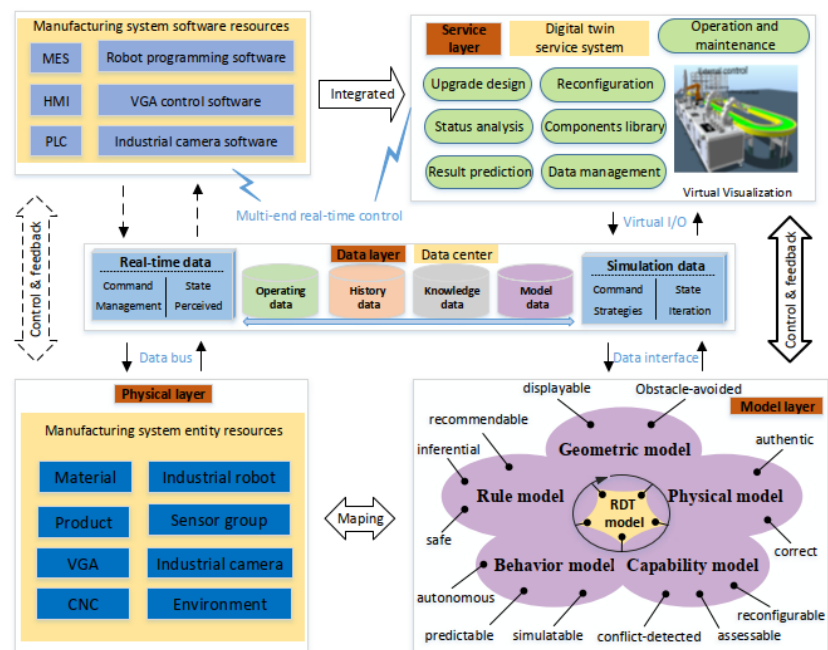 Manufacturing system software resources
MES
Robot programming software
HMI
VGA control software
PLC
Industrial camera software
Integrated
Service
layer
Digital twin
service system
Operation and
maintenance
Upgrade design
Reconfiguration
Status analysis
Components library
Result prediction
Data management
External control
Virtual Visualization
Multi-end real-time control
Virtual I/O
Control & feedback
Control & feedback
Real-time data
Command
Management
State
Perceived
Data layer
Data center
Operating
data
History
data
Knowledge
data
Model
data
Simulation data
Command
Strategies
State
Iteration
Data bus
Data interface
Physical layer
Manufacturing system entity resources
Material
Industrial robot
Product
Sensor group
VGA
Industrial camera
CNC
Environment
Maping
Model layer
displayable
Obstacle-avoided
recommendable
inferential
authentic
Geometric model
Rule model
RDT
model
Physical model
safe
correct
Behavior model
Capability model
autonomous
predictable
simulatable
conflict-detected
assessable
reconfigurable